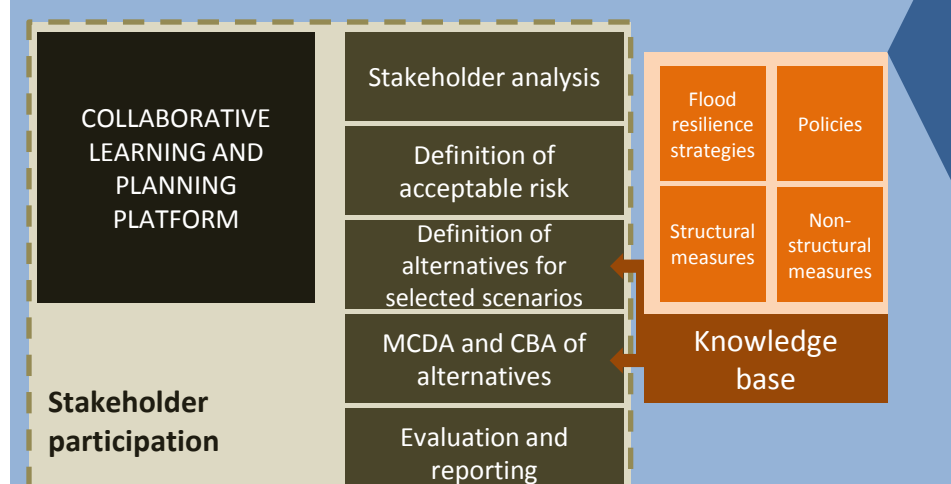 COLLABORATIVE
LEARNING AND
PLANNING
PLATFORM
Stakeholder
participation
Stakeholder analysis
Definition of
acceptable risk
Definition of
alternatives for
selected scenarios
MCDA and CBA of
alternatives
Evaluation and
reporting
Flood
resilience
strategies
Policies
Structural
measures
Non-
structural
measures
Knowledge
base